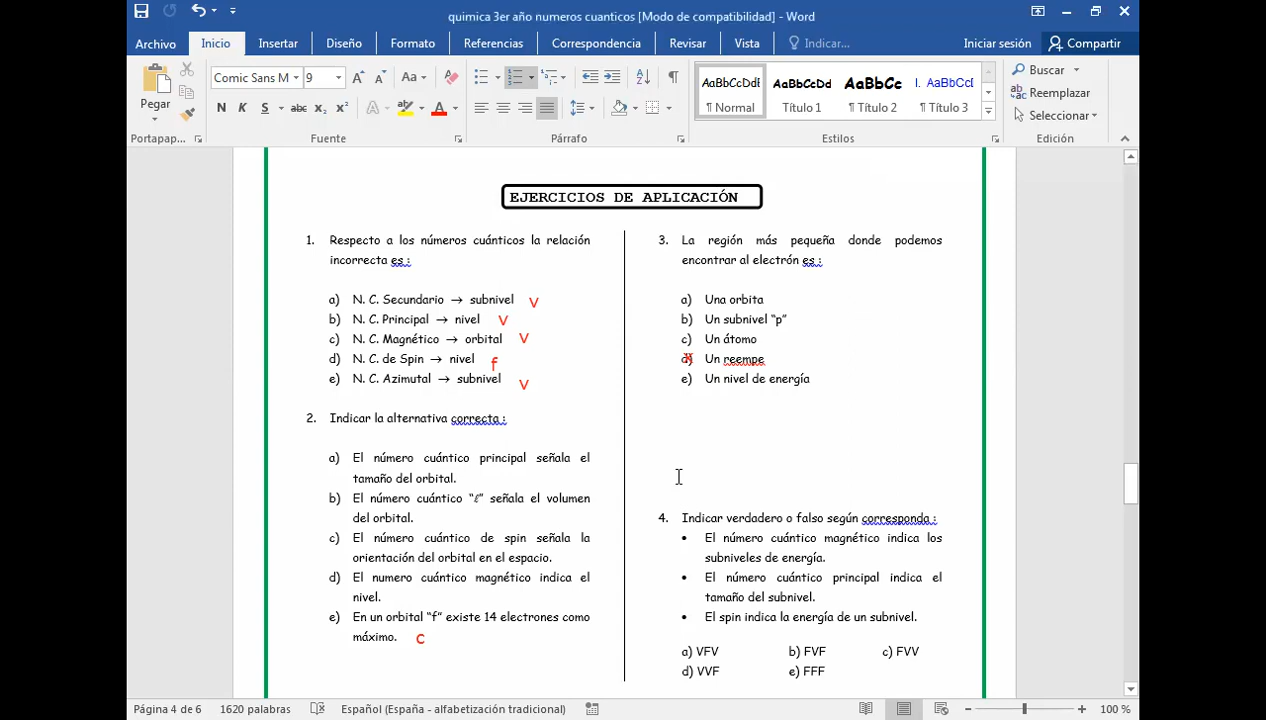 quimica 3er año numeros cuanticos [Modo de compatibilidad] - Word
Archivo Inicio Insertar Diseño Formato Referencias Correspondencia Revisar Vista Indicar... Iniciar sesión Compartir
Pegar
Comic Sans M 9
Aa
N K S abc x₂ x² A A
AaBbCcDdE AaBbCcDd AaBbCc I. AaBbCcD
¶ Normal ¶ Título 1 ¶ Título 2 ¶ Título 3
Buscar
Reemplazar
Seleccionar
Portapap... Fuente Párrafo Estilos Edición
EJERCICIOS DE APLICACIÓN
1. Respecto a los números cuánticos la relación
incorrecta es :
a) N. C. Secundario → subnivel V
b) N. C. Principal → nivel V
c) N. C. Magnético → orbital V
d) N. C. de Spin → nivel f
e) N. C. Azimutal → subnivel V
2. Indicar la alternativa correcta :
a) El número cuántico principal señala el
tamaño del orbital.
b) El número cuántico “ℓ” señala el volumen
del orbital.
c) El número cuántico de spin señala la
orientación del orbital en el espacio.
d) El numero cuántico magnético indica el
nivel.
e) En un orbital “f” existe 14 electrones como
máximo. c
3. La región más pequeña donde podemos
encontrar al electrón es :
a) Una orbita
b) Un subnivel “p”
c) Un átomo
d) Un reempe
e) Un nivel de energía
4. Indicar verdadero o falso según corresponda :
• El número cuántico magnético indica los
subniveles de energía.
• El número cuántico principal indica el
tamaño del subnivel.
• El spin indica la energía de un subnivel.
a) VFV b) FVF c) FVV
d) VVF e) FFF
Página 4 de 6 1620 palabras Español (España - alfabetización tradicional) 100 %